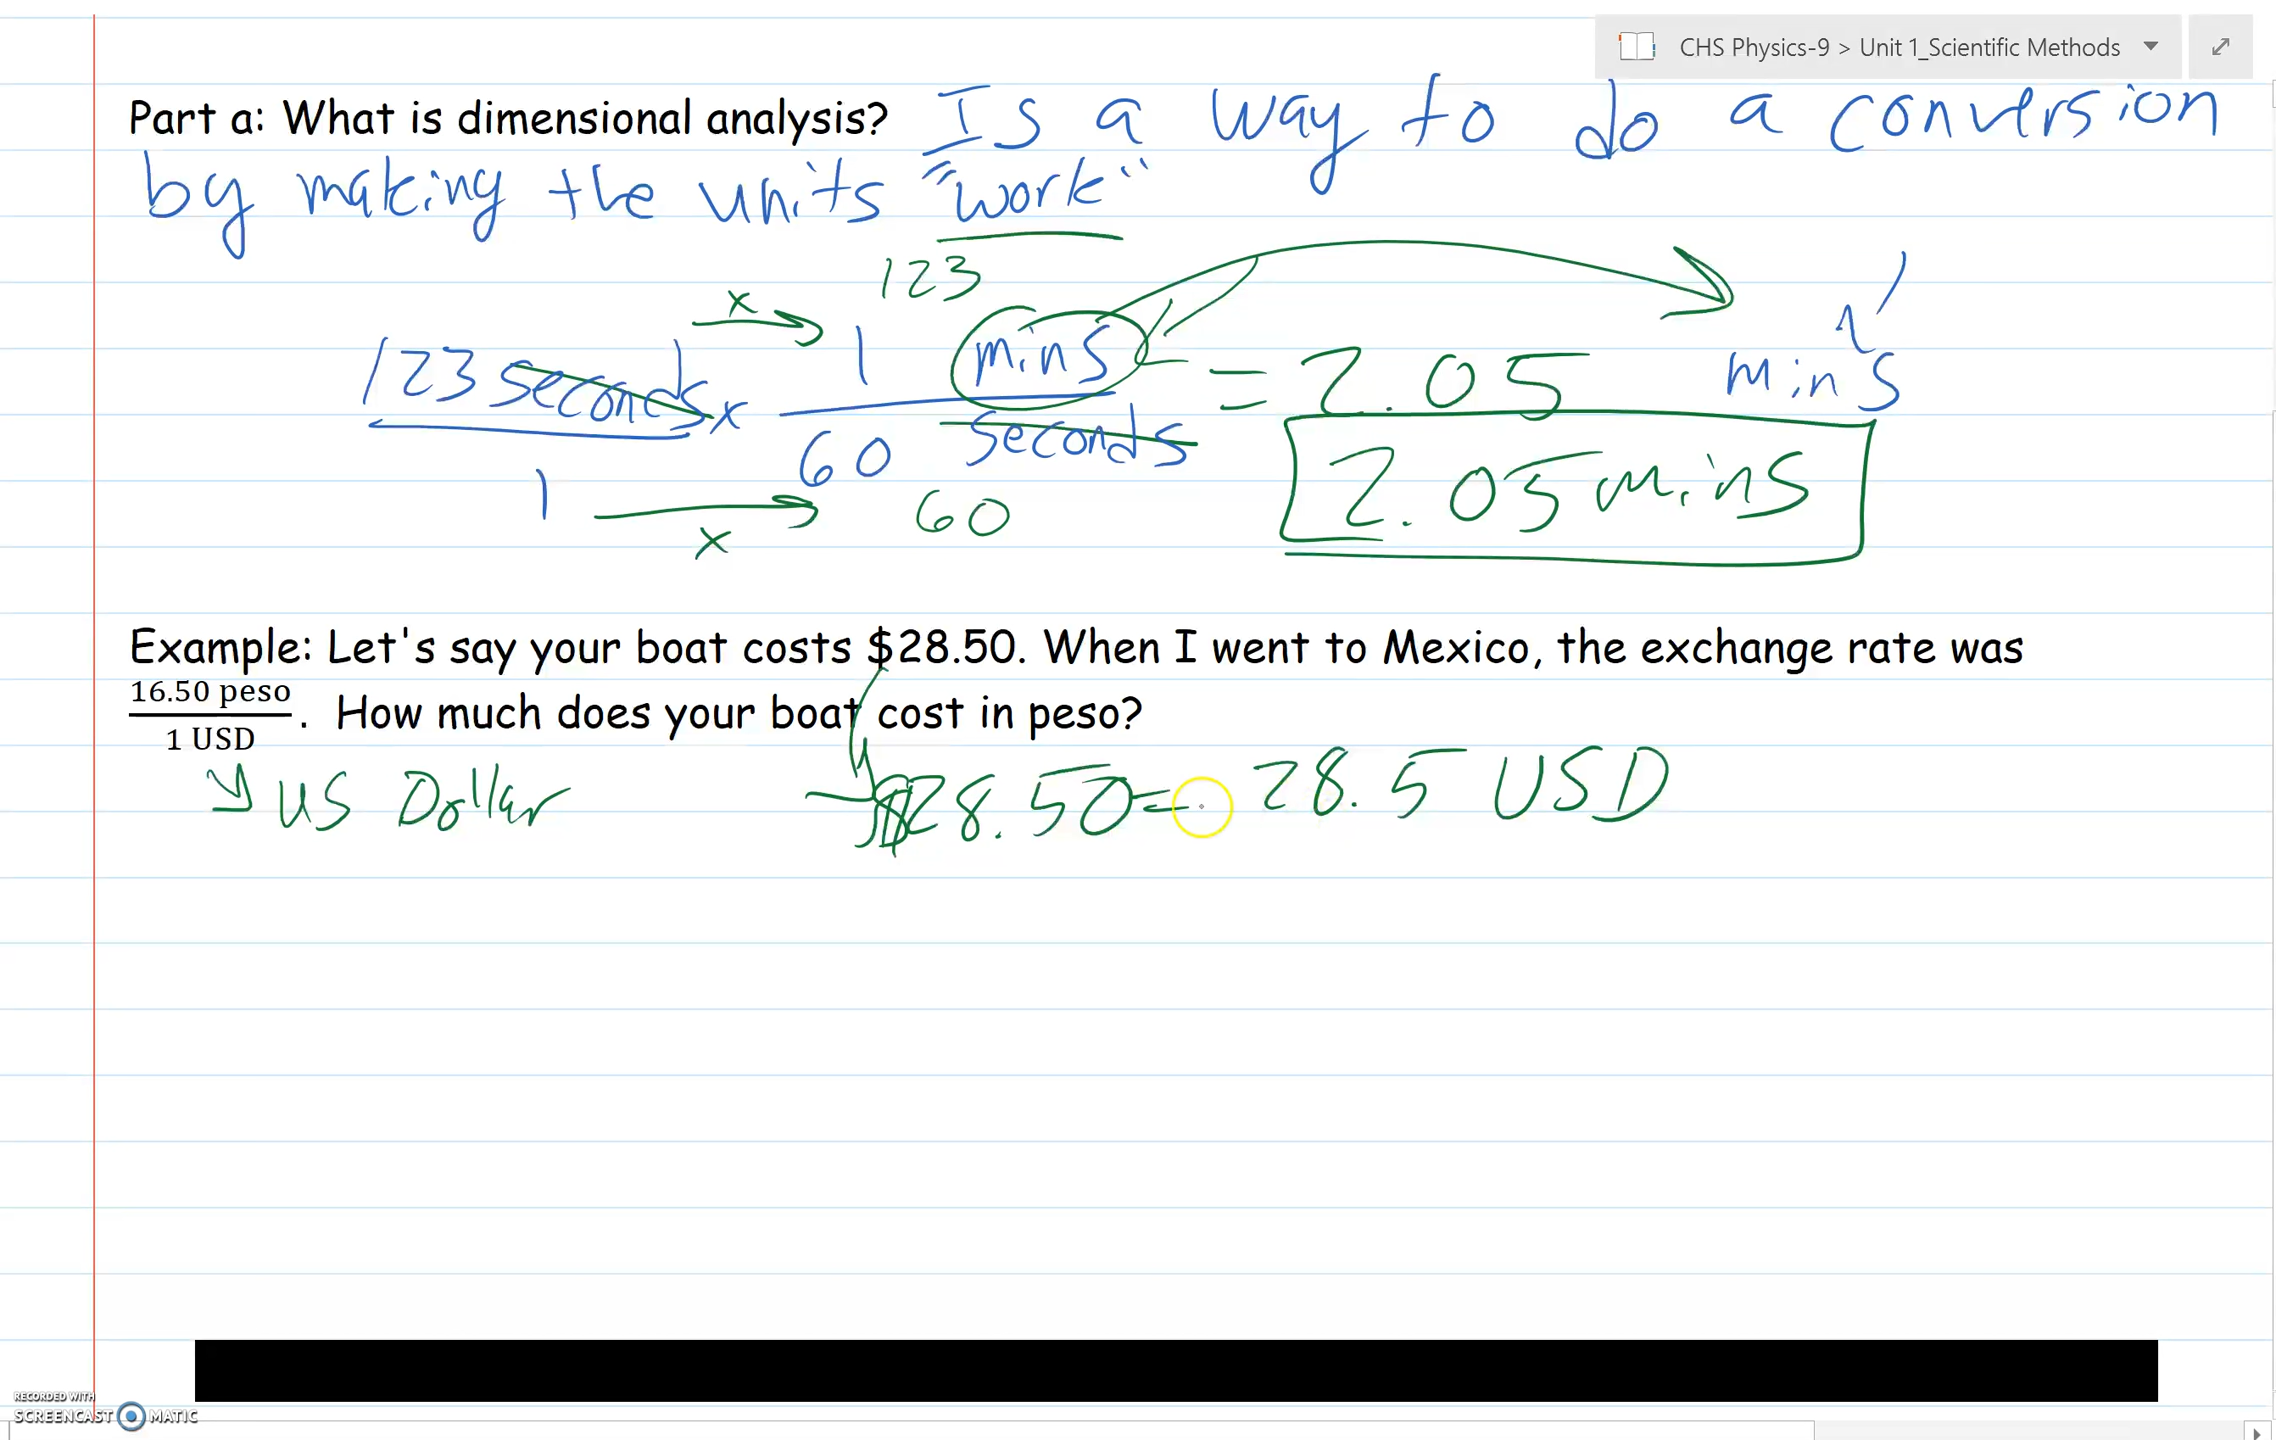 CHS Physics-9 > Unit 1_Scientific Methods
Part a: What is dimensional analysis? Is a way to do a conversion
by making the units "work"
123
x
123 seconds x 1 mins = 2.05 mins
1 60 seconds
60
x
2.05 mins
Example: Let's say your boat costs $28.50. When I went to Mexico, the exchange rate was
16.50 peso
1 USD
. How much does your boat cost in peso?
US Dollar $28.50 = 28.5 USD
RECORDED WITH
SCREENCAST MATIC